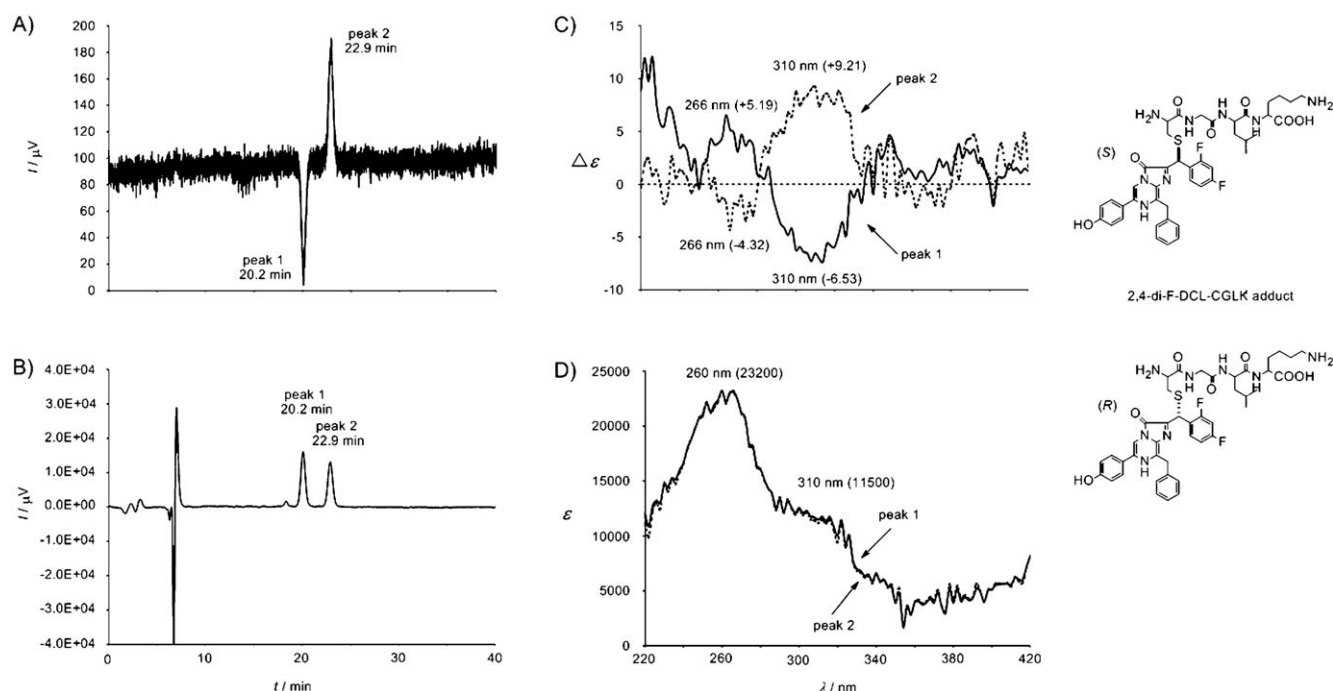 A)
I / µV
200
180
160
140
120
100
80
60
40
20
0
peak 2
22.9 min
peak 1
20.2 min
B)
I / µV
4.0E+04
3.0E+04
2.0E+04
1.0E+04
0.0E+00
-1.0E+04
-2.0E+04
-3.0E+04
-4.0E+04
peak 1
20.2 min
peak 2
22.9 min
0 10 20 30 40
t / min
C)
Δε
15
10
5
0
-5
-10
310 nm (+9.21)
peak 2
266 nm (+5.19)
266 nm (-4.32)
peak 1
310 nm (-6.53)
D)
ε
25000
20000
15000
10000
5000
0
260 nm (23200)
310 nm (11500)
peak 1
peak 2
220 260 300 340 380 420
λ / nm
H2N O H N O H N NH2
N H O N H COOH
S
(S)
O F
N N F
HO N H N
2,4-di-F-DCL-CGLK adduct
H2N O H N O H N NH2
N H O N H COOH
S
(R)
O F
N N F
HO N H N